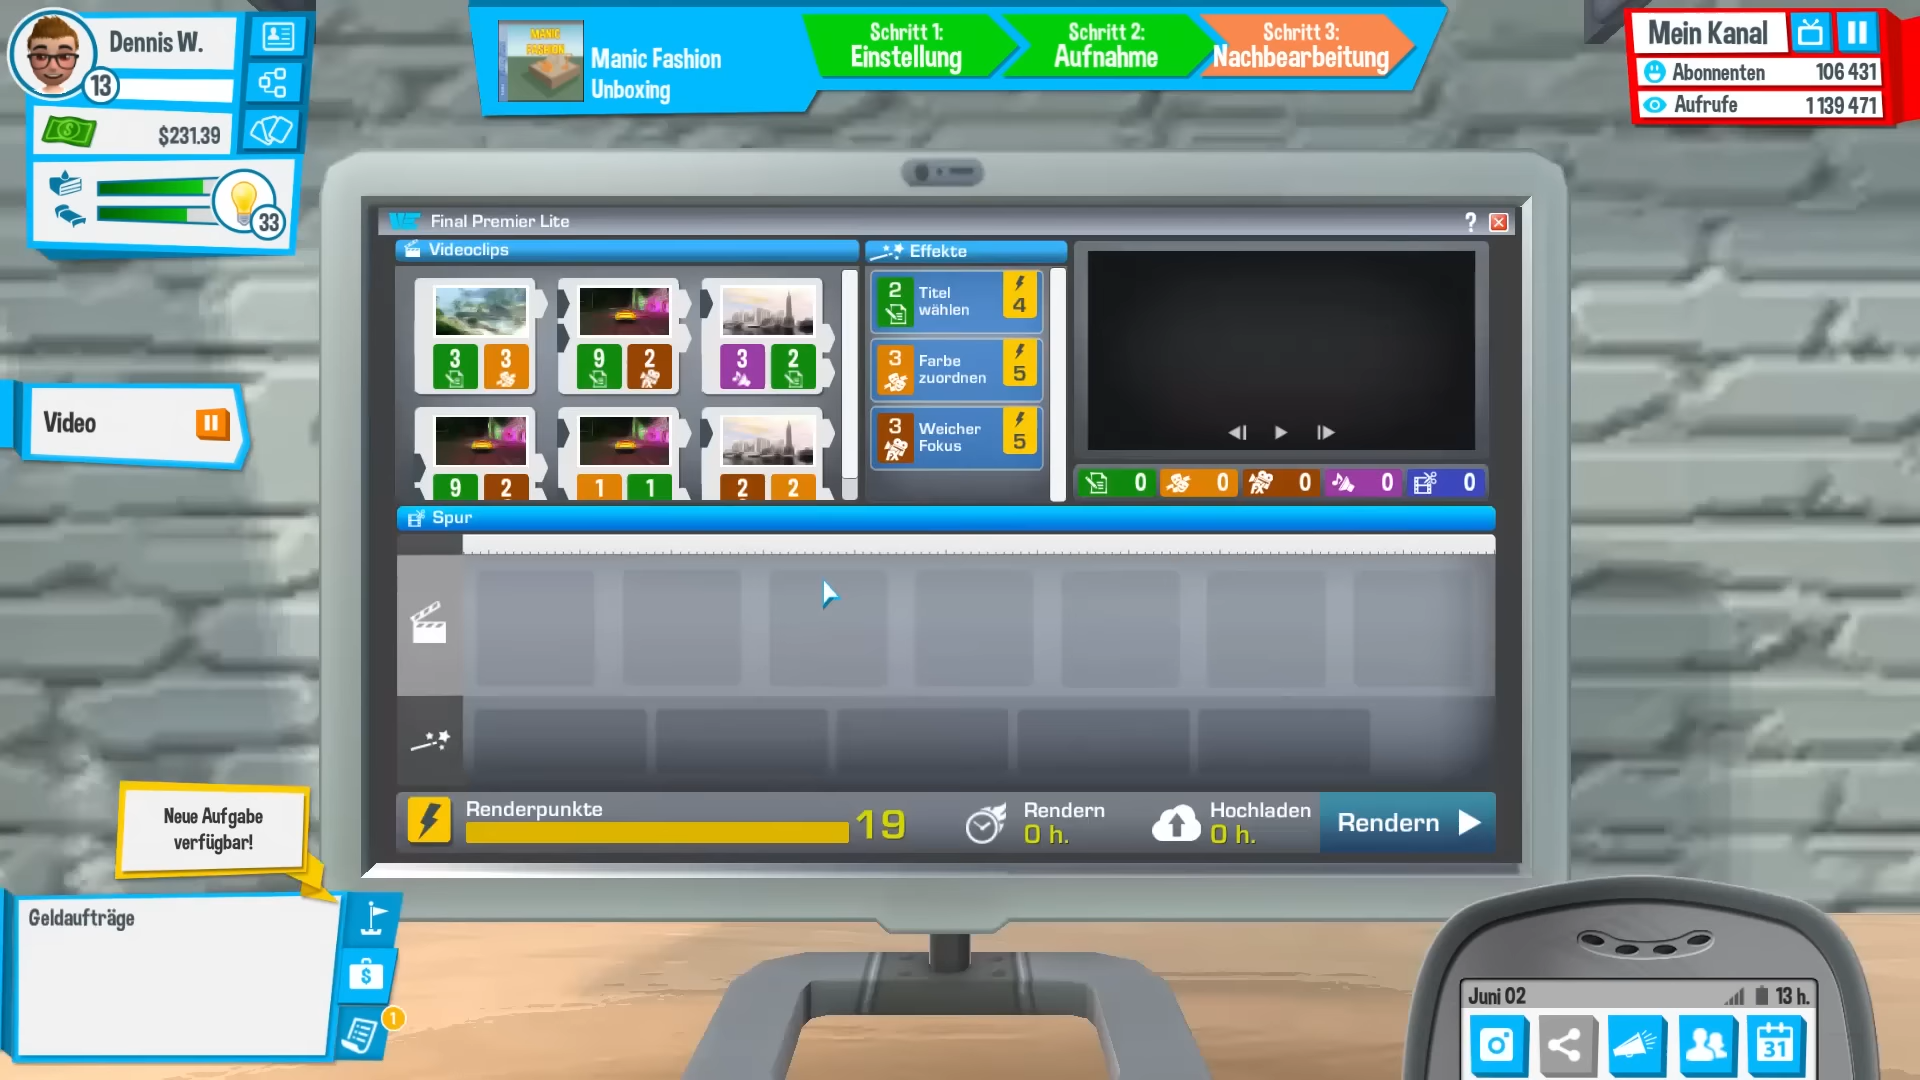 Dennis W.
13
$231.39
33
MANIC
FASHION
Manic Fashion
Unboxing
Schritt 1:
Einstellung
Schritt 2:
Aufnahme
Schritt 3:
Nachbearbeitung
Mein Kanal
Abonnenten 106 431
Aufrufe 1 139 471
Final Premier Lite
?
Videoclips
Effekte
3 3
9 2
3 2
9 2
1 1
2 2
2
Titel
wählen
4
3
Farbe
zuordnen
5
3
Weicher
Fokus
5
0 0 0 0 0
Video
Spur
Neue Aufgabe
verfügbar!
Renderpunkte
19
Rendern
0 h.
Hochladen
0 h.
Rendern
Geldaufträge
$
1
Juni 02
13 h.
31